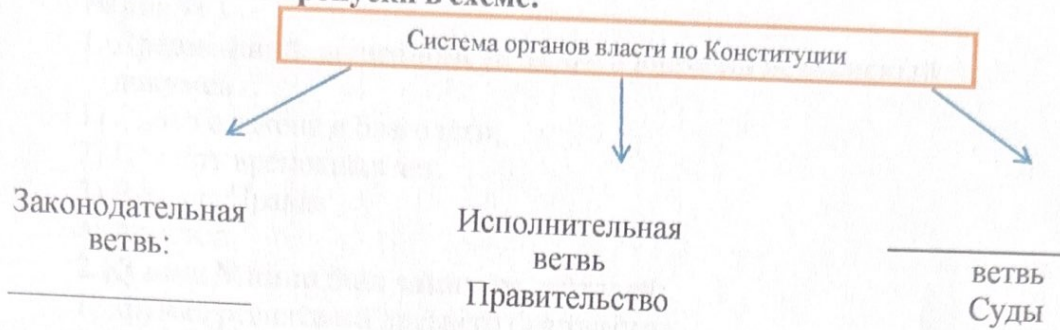 Система органов власти по Конституции
Законодательная
ветвь:
Исполнительная
ветвь
Правительство
ветвь
Суды